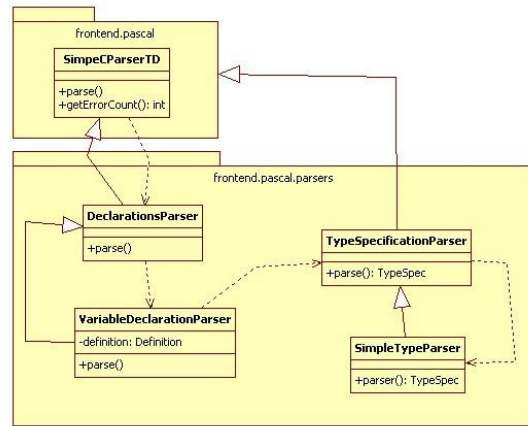 frontend.pascal
SimpeCParserTD
+parse()
+getErrorCount(): int
frontend.pascal.parsers
DeclarationsParser
+parse()
TypeSpecificationParser
+parse(): TypeSpec
VariableDeclarationParser
-definition: Definition
+parse()
SimpleTypeParser
+parser(): TypeSpec